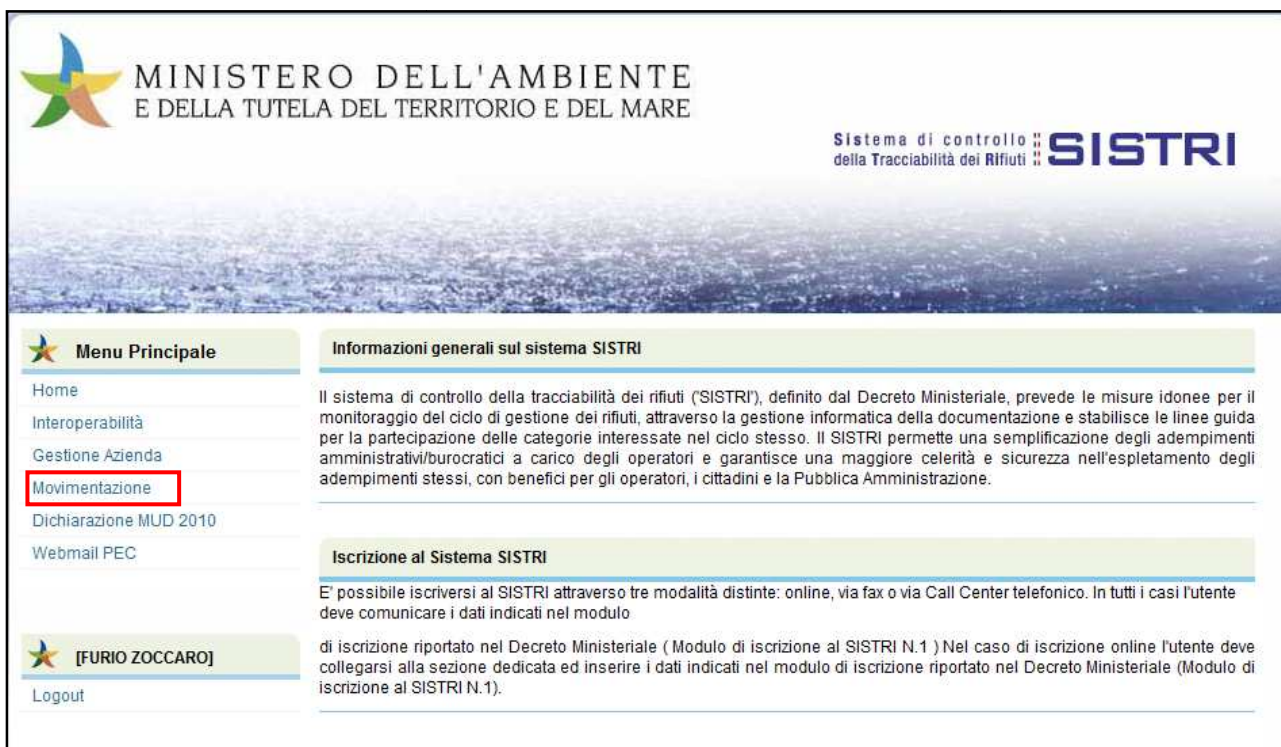 MINISTERO DELL'AMBIENTE
E DELLA TUTELA DEL TERRITORIO E DEL MARE
Sistema di controllo
della Tracciabilità dei Rifiuti
SISTRI
Menu Principale
Home
Interoperabilità
Gestione Azienda
Movimentazione
Dichiarazione MUD 2010
Webmail PEC
[FURIO ZOCCARO]
Logout
Informazioni generali sul sistema SISTRI
Il sistema di controllo della tracciabilità dei rifiuti ('SISTRI'), definito dal Decreto Ministeriale, prevede le misure idonee per il
monitoraggio del ciclo di gestione dei rifiuti, attraverso la gestione informatica della documentazione e stabilisce le linee guida
per la partecipazione delle categorie interessate nel ciclo stesso. Il SISTRI permette una semplificazione degli adempimenti
amministrativi/burocratici a carico degli operatori e garantisce una maggiore celerità e sicurezza nell'espletamento degli
adempimenti stessi, con benefici per gli operatori, i cittadini e la Pubblica Amministrazione.
Iscrizione al Sistema SISTRI
E' possibile iscriversi al SISTRI attraverso tre modalità distinte: online, via fax o via Call Center telefonico. In tutti i casi l'utente
deve comunicare i dati indicati nel modulo
di iscrizione riportato nel Decreto Ministeriale ( Modulo di iscrizione al SISTRI N.1 ) Nel caso di iscrizione online l'utente deve
collegarsi alla sezione dedicata ed inserire i dati indicati nel modulo di iscrizione riportato nel Decreto Ministeriale (Modulo di
iscrizione al SISTRI N.1).